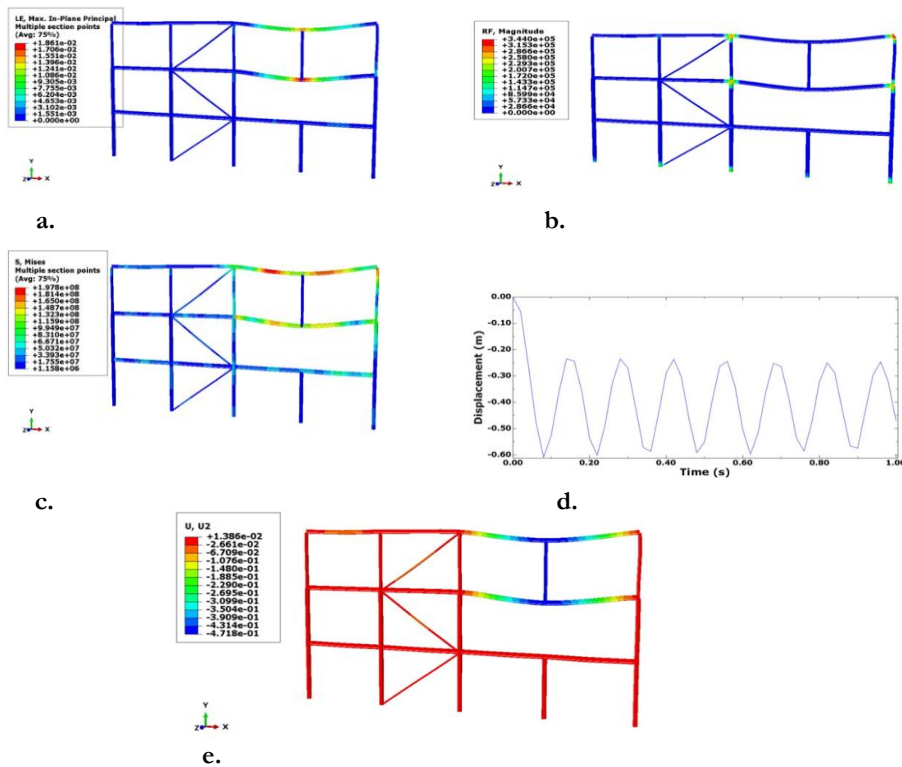 LE, Max. In-Plane Principal
Multiple section points
(Avg: 75%)
+1.861e-02
+1.706e-02
+1.551e-02
+1.396e-02
+1.241e-02
+1.086e-02
+9.305e-03
+7.755e-03
+6.204e-03
+4.653e-03
+3.102e-03
+1.551e-03
+0.000e+00
Y
Z X
a.
RF, Magnitude
+3.440e+05
+3.153e+05
+2.866e+05
+2.580e+05
+2.293e+05
+2.007e+05
+1.720e+05
+1.433e+05
+1.147e+05
+8.599e+04
+5.733e+04
+2.866e+04
+0.000e+00
Y
Z X
b.
S, Mises
Multiple section points
(Avg: 75%)
+1.978e+08
+1.814e+08
+1.650e+08
+1.487e+08
+1.323e+08
+1.159e+08
+9.949e+07
+8.310e+07
+6.671e+07
+5.032e+07
+3.393e+07
+1.755e+07
+1.158e+06
Y
Z X
c.
Displacement (m)
0.00
-0.30
-0.20
-0.30
-0.40
-0.50
-0.60
0.00 0.20 0.40 0.60 0.80 1.00
Time (s)
d.
U, U2
+1.386e-02
-2.661e-02
-6.709e-02
-1.076e-01
-1.480e-01
-1.885e-01
-2.290e-01
-2.695e-01
-3.099e-01
-3.504e-01
-3.909e-01
-4.314e-01
-4.718e-01
Y
Z X
e.